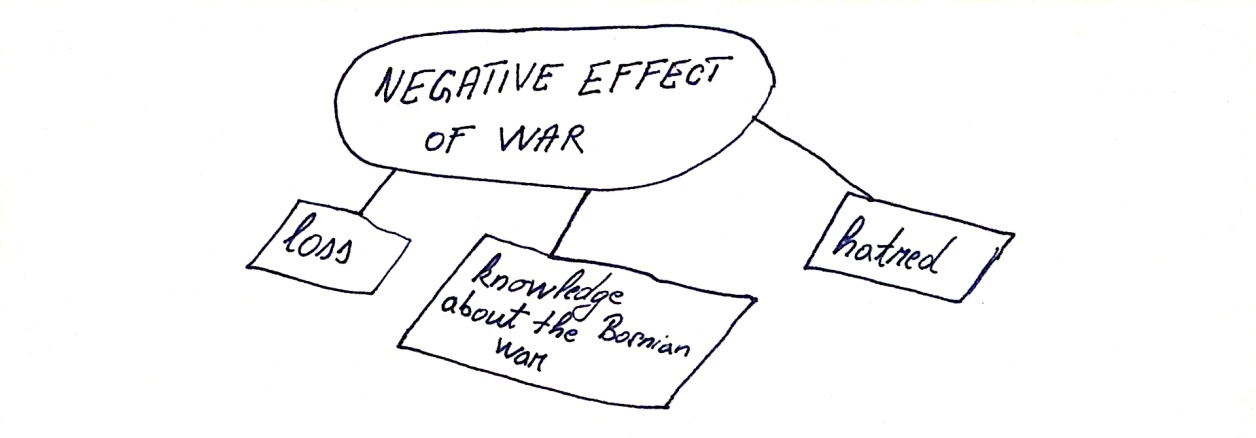 NEGATIVE EFFECT
OF WAR
loss
knowledge
about the Bosnian
war
hatred